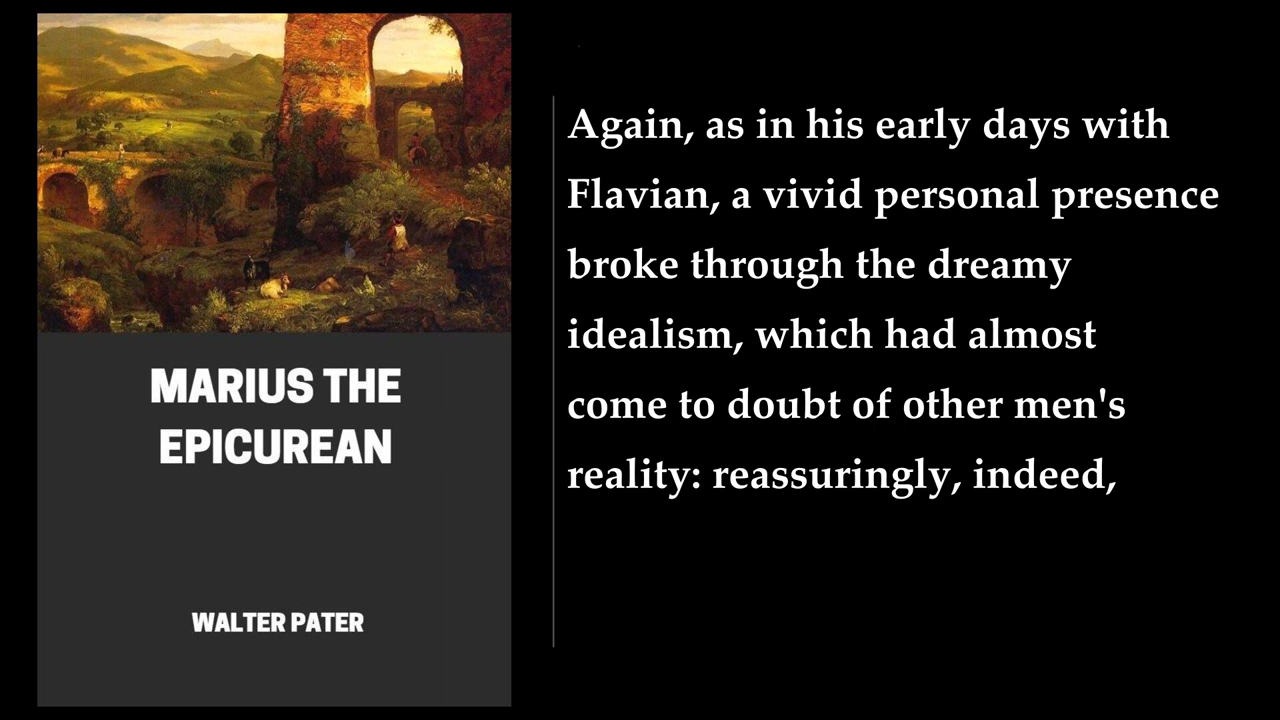 MARIUS THE
EPICUREAN
WALTER PATER
Again, as in his early days with
Flavian, a vivid personal presence
broke through the dreamy
idealism, which had almost
come to doubt of other men's
reality: reassuringly, indeed,